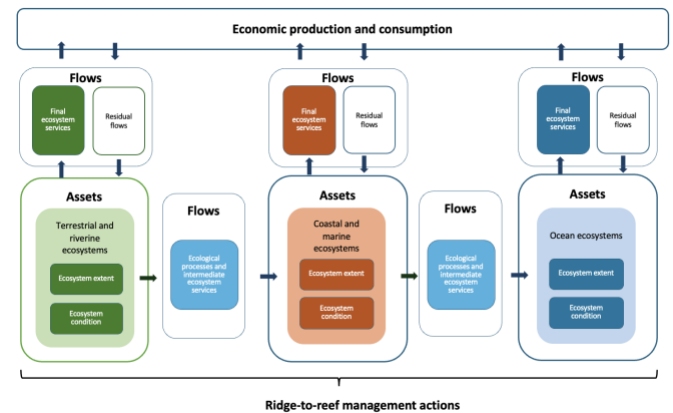 Economic production and consumption
Flows
Final
ecosystem
services
Residual
flows
Flows
Final
ecosystem
services
Residual
flows
Flows
Final
ecosystem
services
Residual
flows
Assets
Terrestrial and
riverine
ecosystems
Ecosystem extent
Ecosystem
condition
Flows
Ecological
processes and
intermediate
ecosystem
services
Assets
Coastal and
marine
ecosystems
Ecosystem extent
Ecosystem
condition
Flows
Ecological
processes and
intermediate
ecosystem
services
Assets
Ocean ecosystems
Ecosystem extent
Ecosystem
condition
Ridge-to-reef management actions